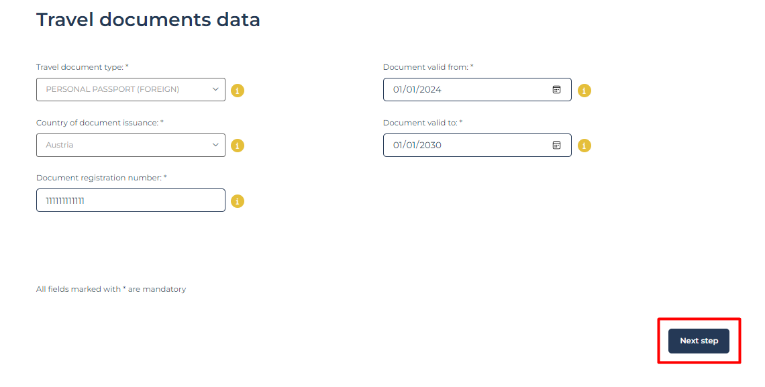 Travel documents data
Travel document type: *
PERSONAL PASSPORT (FOREIGN)
Document valid from: *
01/01/2024
Country of document issuance: *
Austria
Document valid to: *
01/01/2030
Document registration number: *
111111111111
All fields marked with * are mandatory
Next step